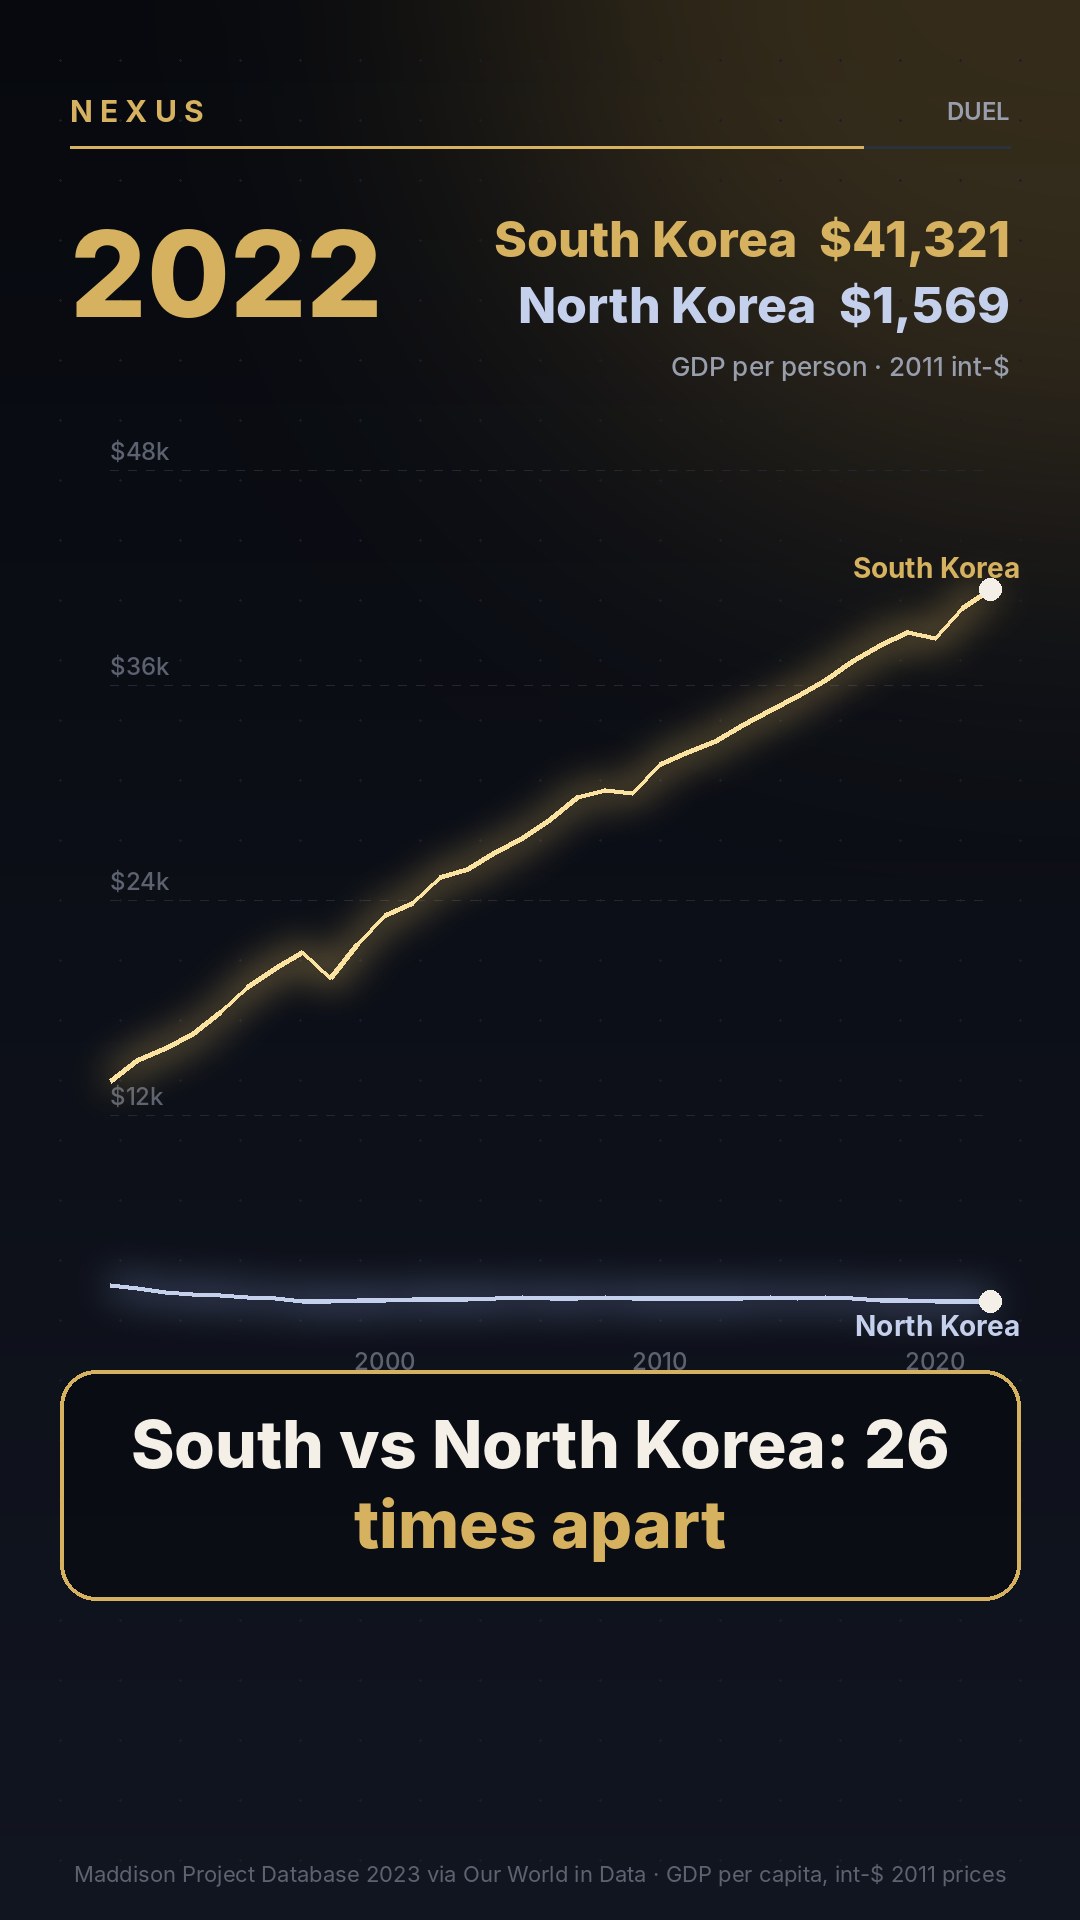 NEXUS
DUEL
2022
South Korea $41,321
North Korea $1,569
GDP per person · 2011 int-$
$48k
South Korea
$36k
$24k
$12k
North Korea
2000 2010 2020
South vs North Korea: 26
times apart
Maddison Project Database 2023 via Our World in Data · GDP per capita, int-$ 2011 prices